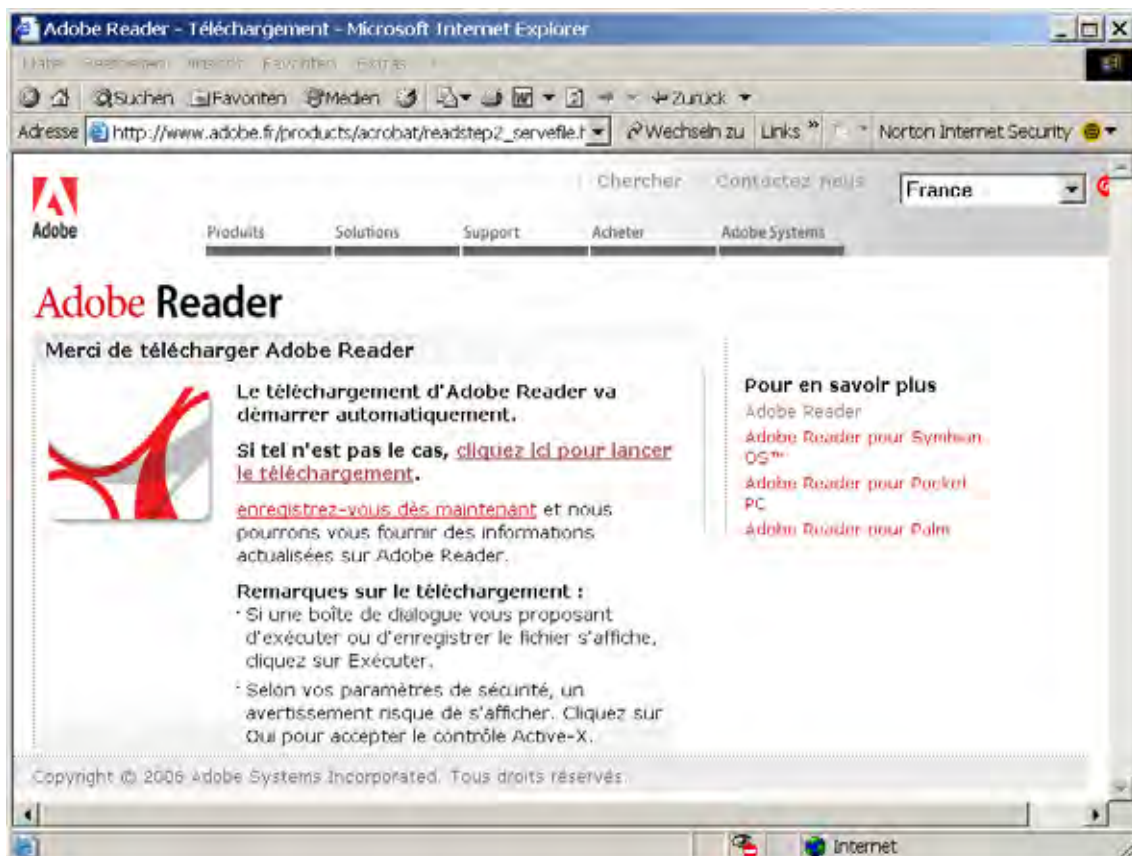 Adobe Reader - Téléchargement - Microsoft Internet Explorer
Datei Bearbeiten Ansicht Favoriten Extras
Suchen Favoriten Medien Zurück
Adresse http://www.adobe.fr/products/acrobat/readstep2_servefile.h Wechseln zu Links » Norton Internet Security
Chercher Contactez nous France
Adobe
Produits Solutions Support Acheter Adobe Systems
Adobe Reader
Merci de télécharger Adobe Reader
Le téléchargement d'Adobe Reader va
démarrer automatiquement.
Si tel n'est pas le cas, cliquez ici pour lancer
le téléchargement.
enregistrez-vous dès maintenant et nous
pourrons vous fournir des informations
actualisées sur Adobe Reader.
Remarques sur le téléchargement :
· Si une boîte de dialogue vous proposant
d'exécuter ou d'enregistrer le fichier s'affiche,
cliquez sur Exécuter.
· Selon vos paramètres de sécurité, un
avertissement risque de s'afficher. Cliquez sur
Oui pour accepter le contrôle Active-X.
Pour en savoir plus
Adobe Reader
Adobe Reader pour Symbian
OS™
Adobe Reader pour Pocket
PC
Adobe Reader pour Palm
Copyright © 2006 Adobe Systems Incorporated. Tous droits réservés.
Internet